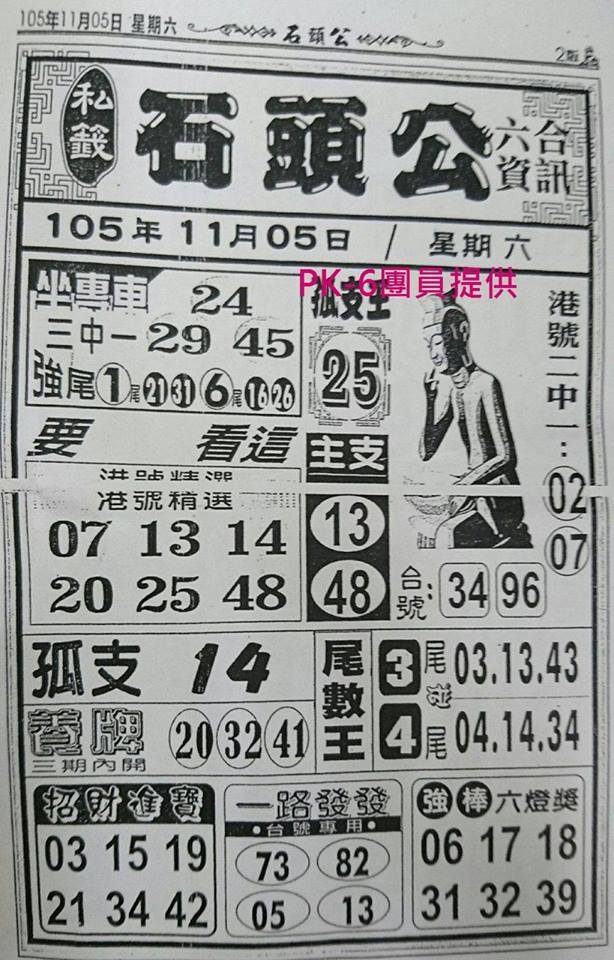 105年11月05日 星期六
石頭公
2版
私籤
石頭公
六合
資訊
105年11月05日 / 星期六
PK-6團員提供
坐專車 24
三中一 29 45
強尾 1尾 21 31 6尾 16 26
孤支王
25
港號二中一:
02
07
要看這
港號精選
港號精選
07 13 14
20 25 48
主支
13
48
台號: 34 96
孤支 14
養牌 20 32 41
三期內開
尾數王
3尾 03.13.43
碰
4尾 04.14.34
招財進寶
03 15 19
21 34 42
一路發發
•台號專用•
73 82
05 13
強棒六燈獎
06 17 18
31 32 39